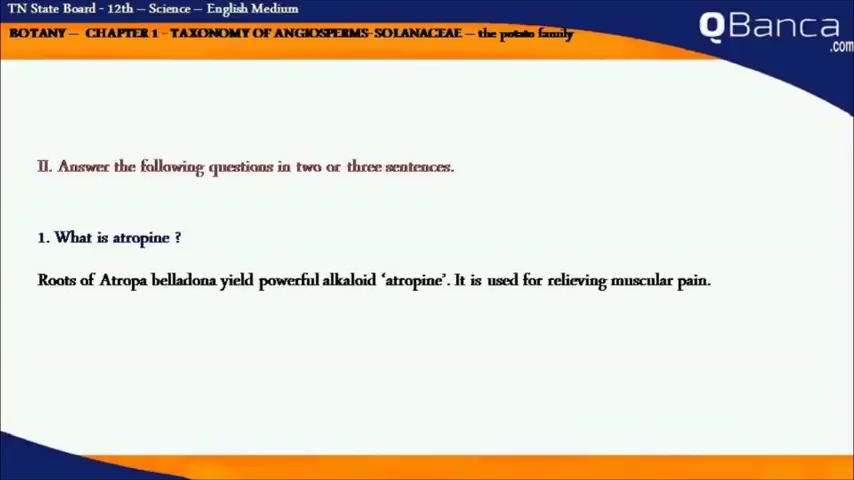 TN State Board - 12th – Science – English Medium
BOTANY – CHAPTER 1 - TAXONOMY OF ANGIOSPERMS- SOLANACEAE – the potato family
QBanca
.com
II. Answer the following questions in two or three sentences.
1. What is atropine ?
Roots of Atropa belladona yield powerful alkaloid ‘atropine’. It is used for relieving muscular pain.